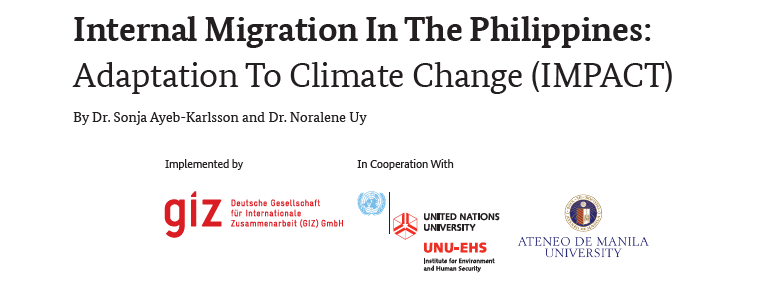 Internal Migration In The Philippines:
Adaptation To Climate Change (IMPACT)
By Dr. Sonja Ayeb-Karlsson and Dr. Noralene Uy
Implemented by
In Cooperation With
giz
Deutsche Gesellschaft
für Internationale
Zusammenarbeit (GIZ) GmbH
UNITED NATIONS
UNIVERSITY
UNU-EHS
Institute for Environment
and Human Security
ATENEO DE MANILA
UNIVERSITY